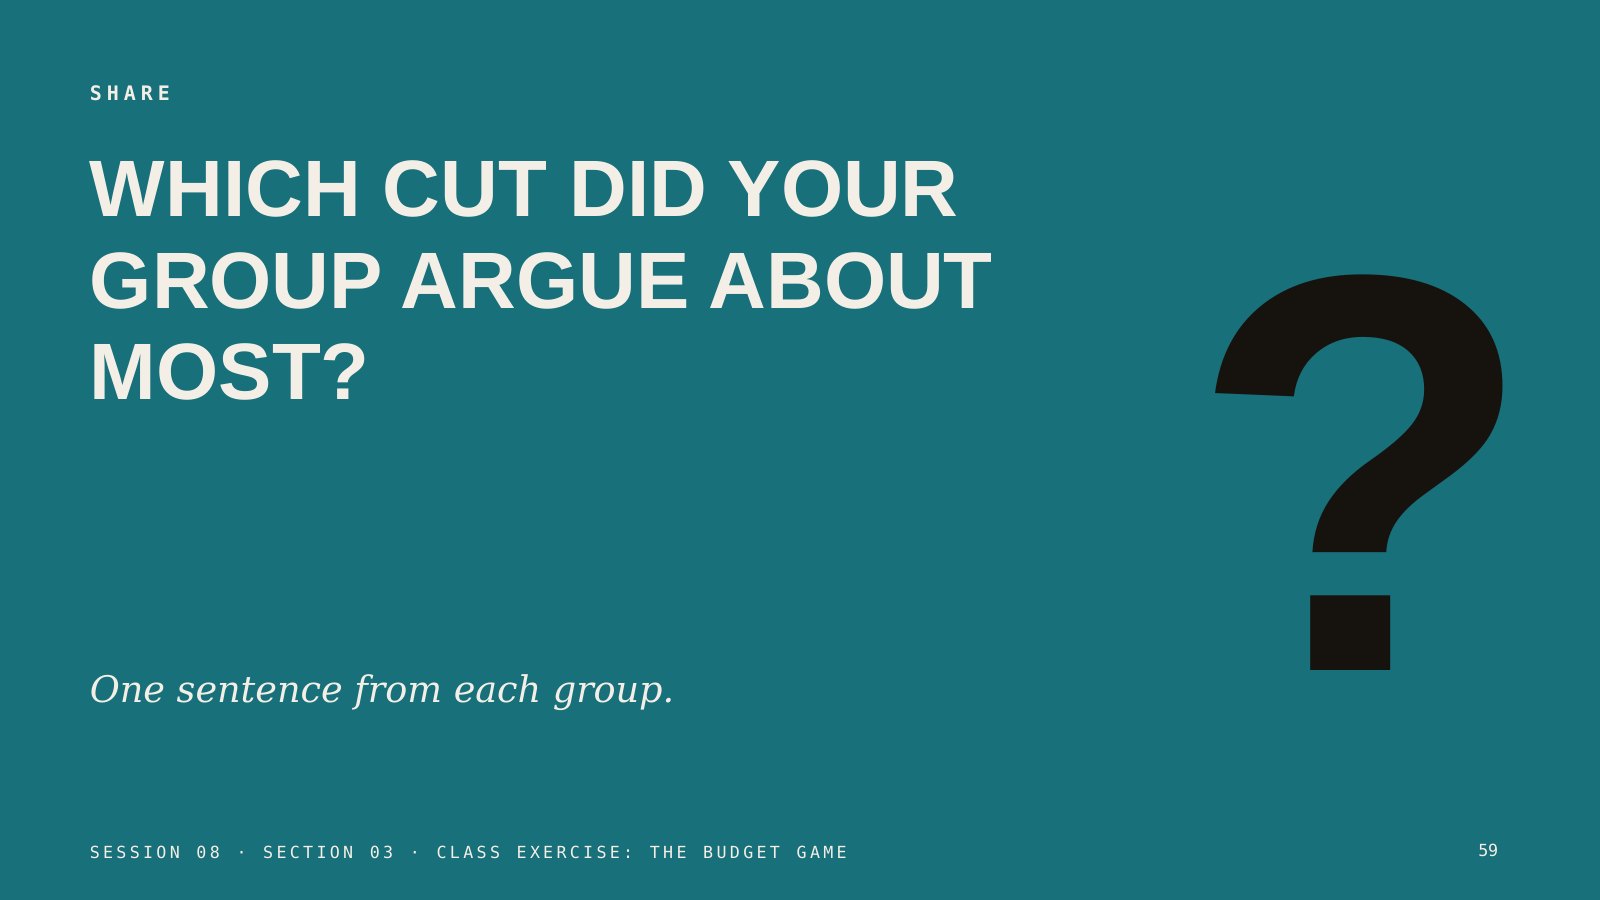 SHARE
WHICH CUT DID YOUR
GROUP ARGUE ABOUT
MOST?
?
One sentence from each group.
SESSION 08 · SECTION 03 · CLASS EXERCISE: THE BUDGET GAME
59